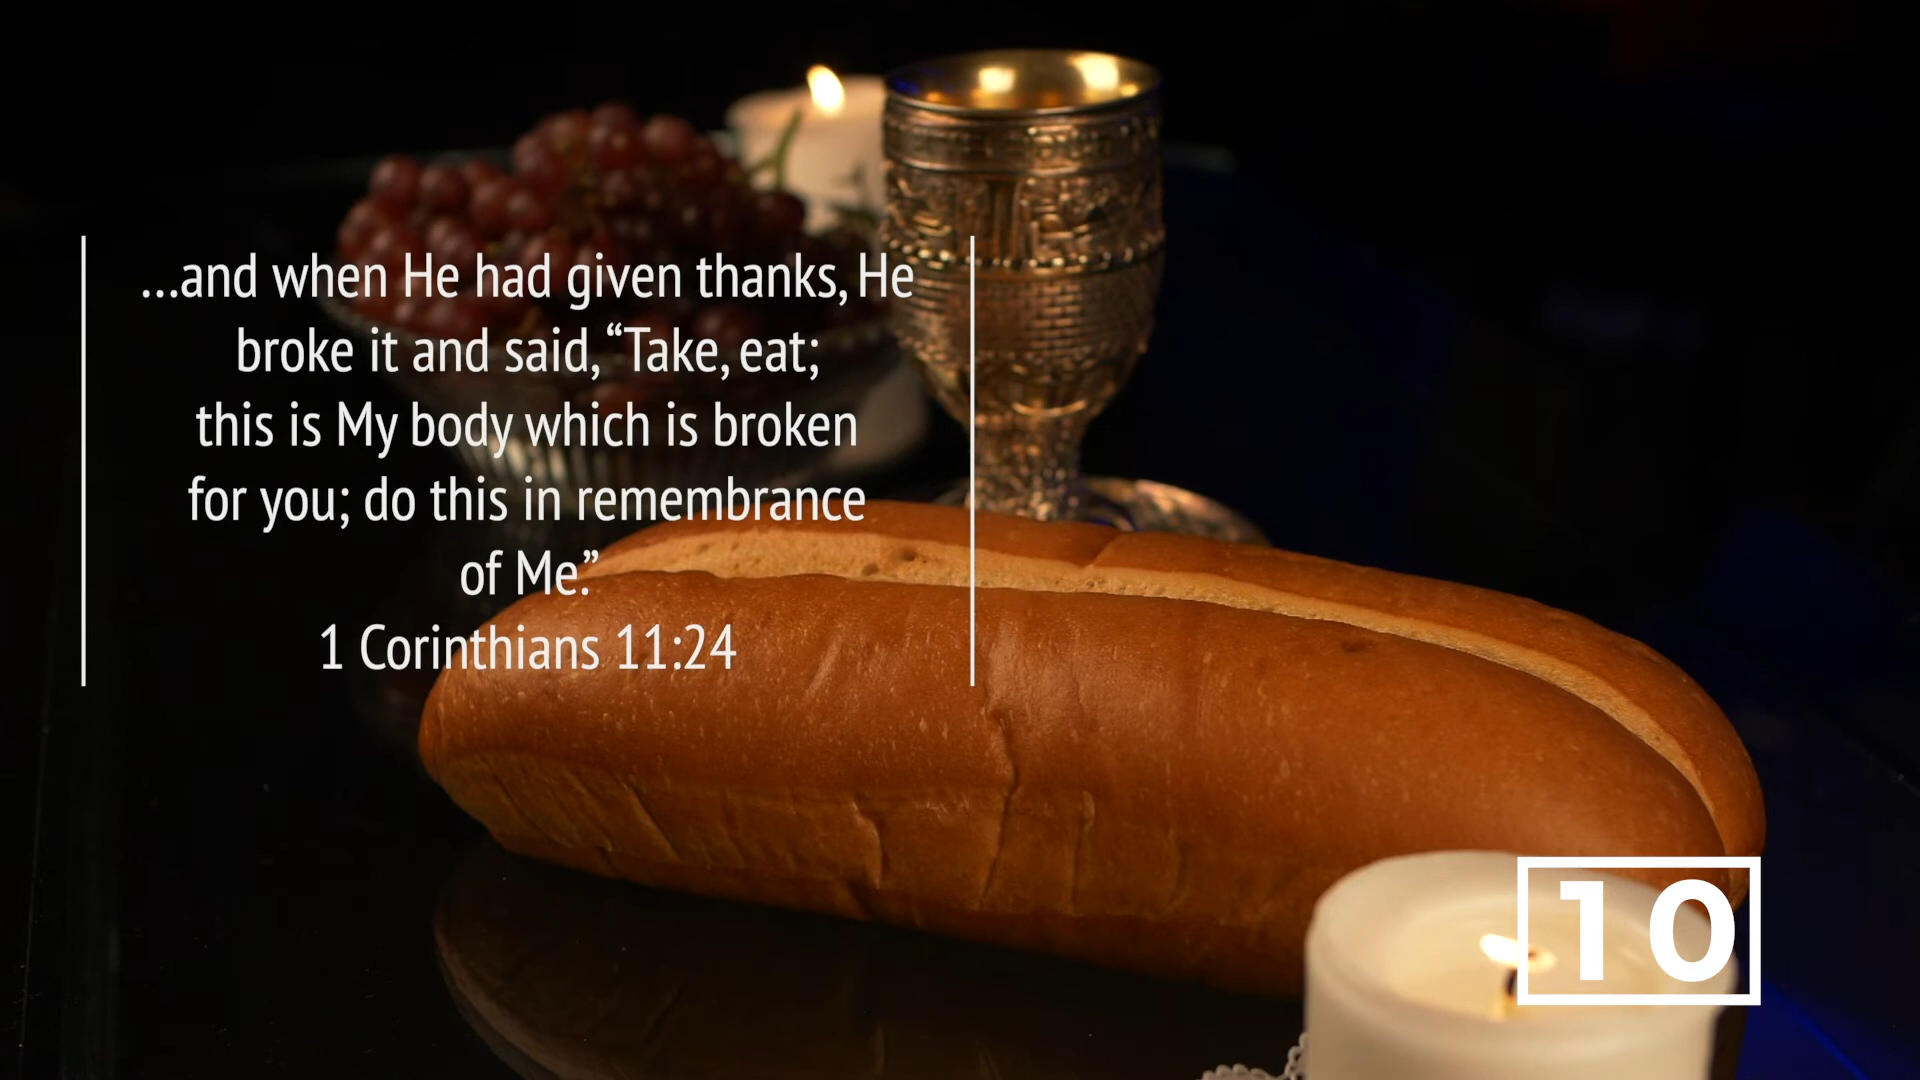 …and when He had given thanks, He
broke it and said, “Take, eat;
this is My body which is broken
for you; do this in remembrance
of Me.”
1 Corinthians 11:24
10